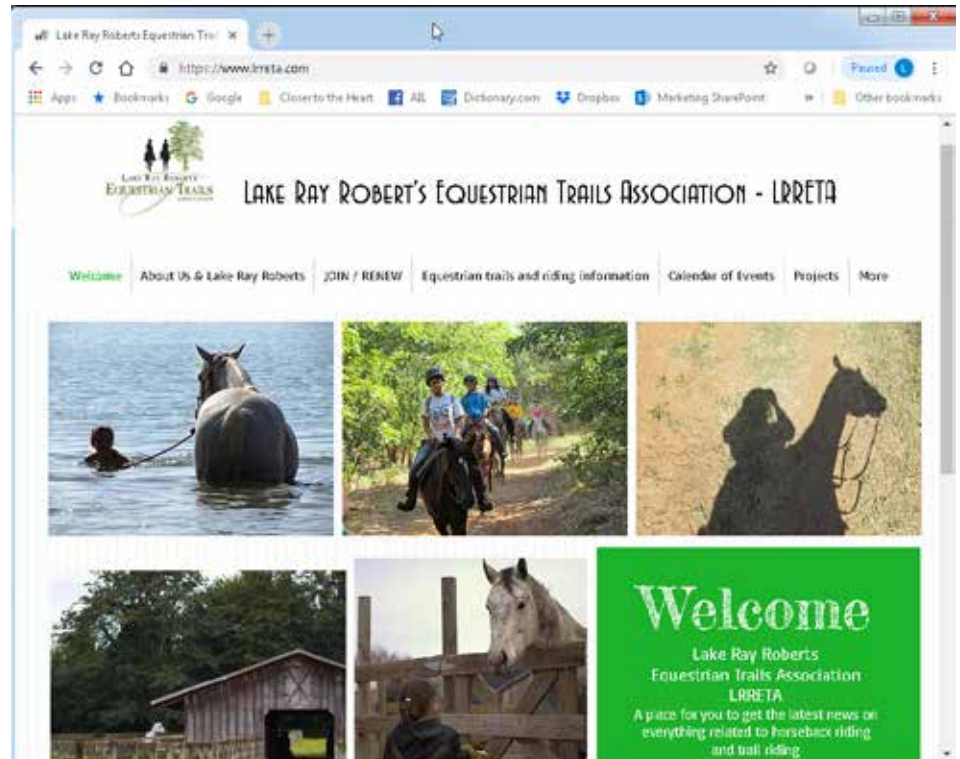 Lake Ray Roberts Equestrian Trai
https://www.lrreta.com
Paused L
Apps Bookmarks Google Closer to the Heart AIL Dictionary.com Dropbox Marketing SharePoint » Other bookmarks
LAKE RAY ROBERTS
EQUESTRIAN TRAILS
ASSOCIATION
LAKE RAY ROBERT'S EQUESTRIAN TRAILS ASSOCIATION - LRRETA
Welcome About Us & Lake Ray Roberts JOIN / RENEW Equestrian trails and riding information Calendar of Events Projects More
Welcome
Lake Ray Roberts
Equestrian Trails Association
LRRETA
A place for you to get the latest news on
everything related to horseback riding
and trail riding